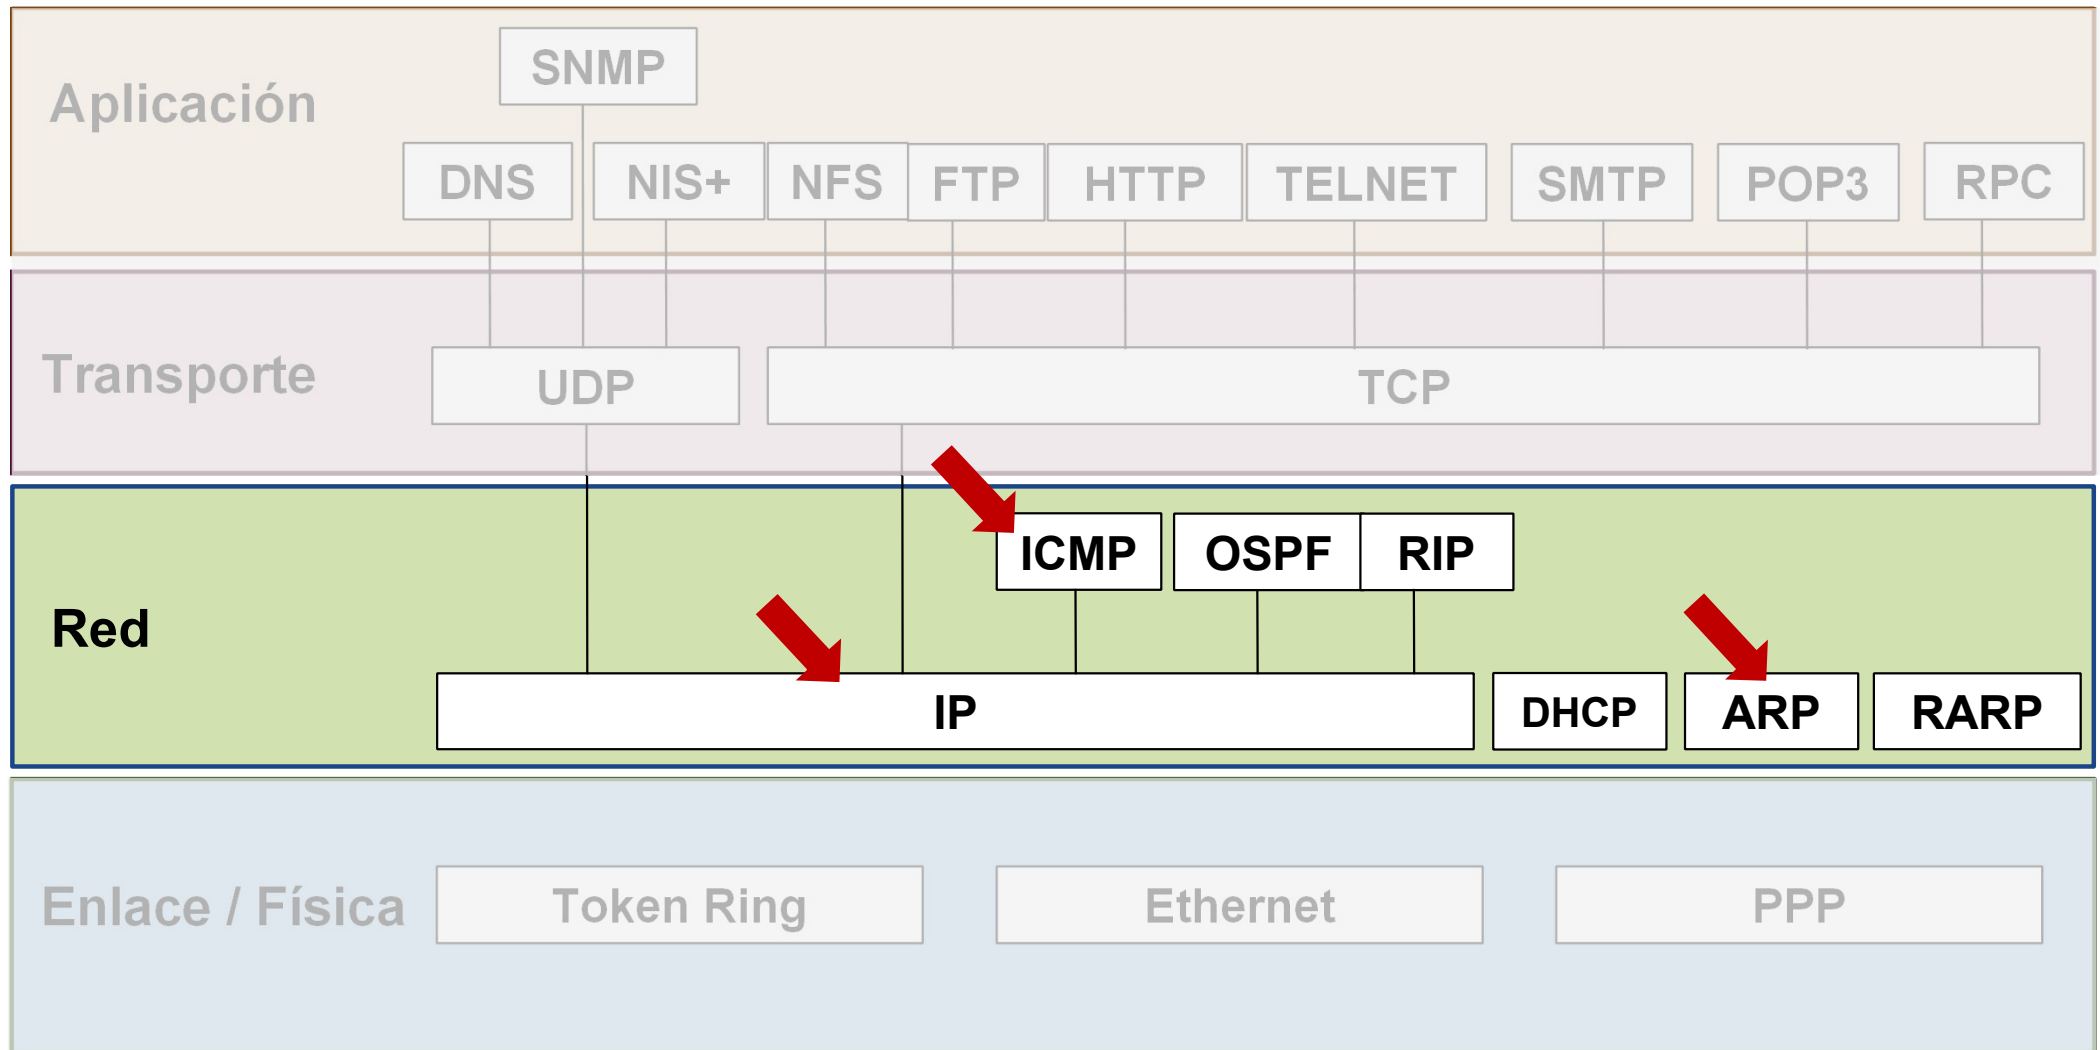 SNMP
Aplicación
DNS
NIS+
NFS
FTP
HTTP
TELNET
SMTP
POP3
RPC
Transporte
UDP
TCP
ICMP
OSPF
RIP
Red
IP
DHCP
ARP
RARP
Enlace / Física
Token Ring
Ethernet
PPP